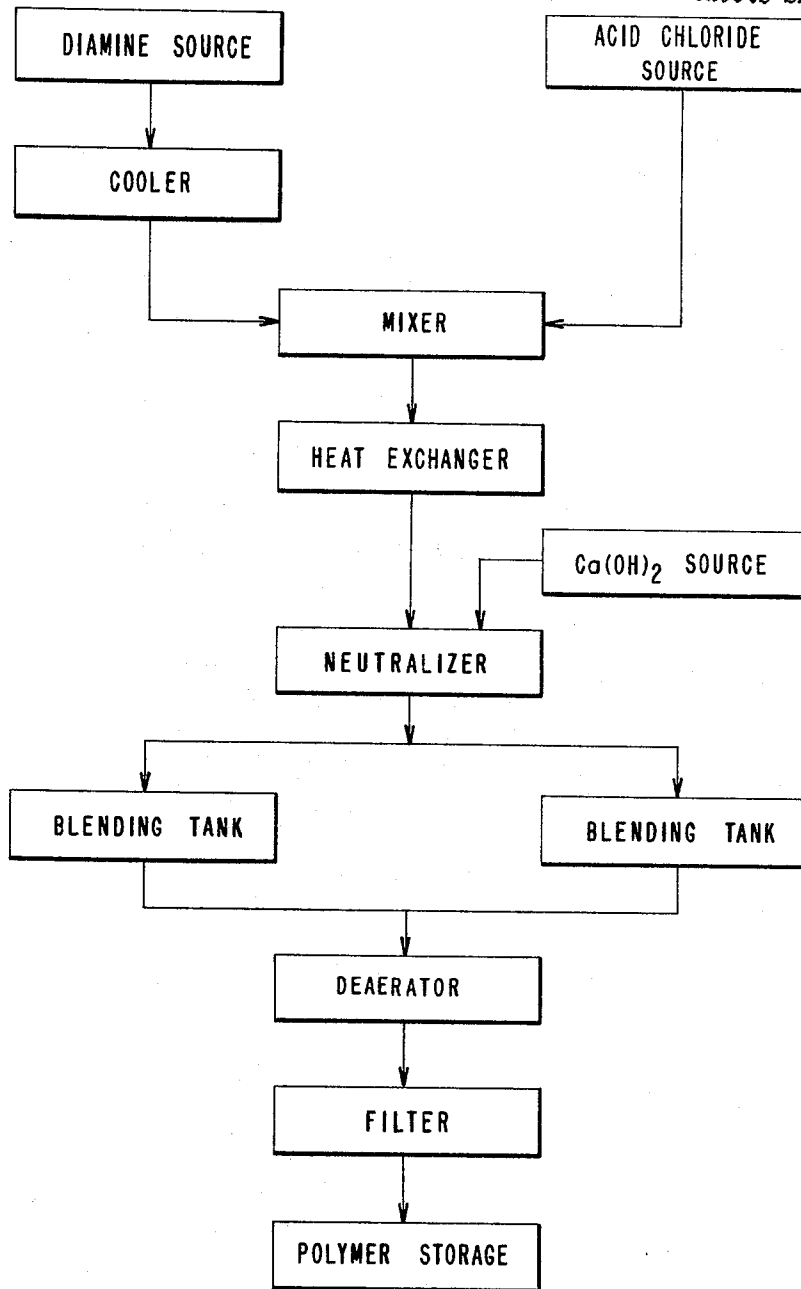 DIAMINE SOURCE
ACID CHLORIDE
SOURCE
COOLER
MIXER
HEAT EXCHANGER
Ca(OH)2 SOURCE
NEUTRALIZER
BLENDING TANK
BLENDING TANK
DEAERATOR
FILTER
POLYMER STORAGE